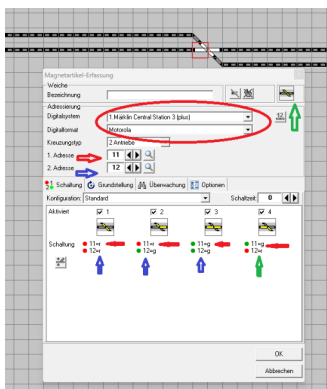 Magnetartikel-Erfassung
Weiche
Bezeichnung
Adressierung
Digitalsystem 1.Märklin Central Station 3 (plus) 12
Digitalformat Motorola
Kreuzungstyp 2 Antriebe
1. Adresse 11
2. Adresse 12
Schaltung Grundstellung Überwachung Optionen
Konfiguration: Standard Schaltzeit: 0
Aktiviert 1 2 3 4
Schaltung 11=r 11=r 11=g 11=g
12=r 12=g 12=r 12=g
OK
Abbrechen